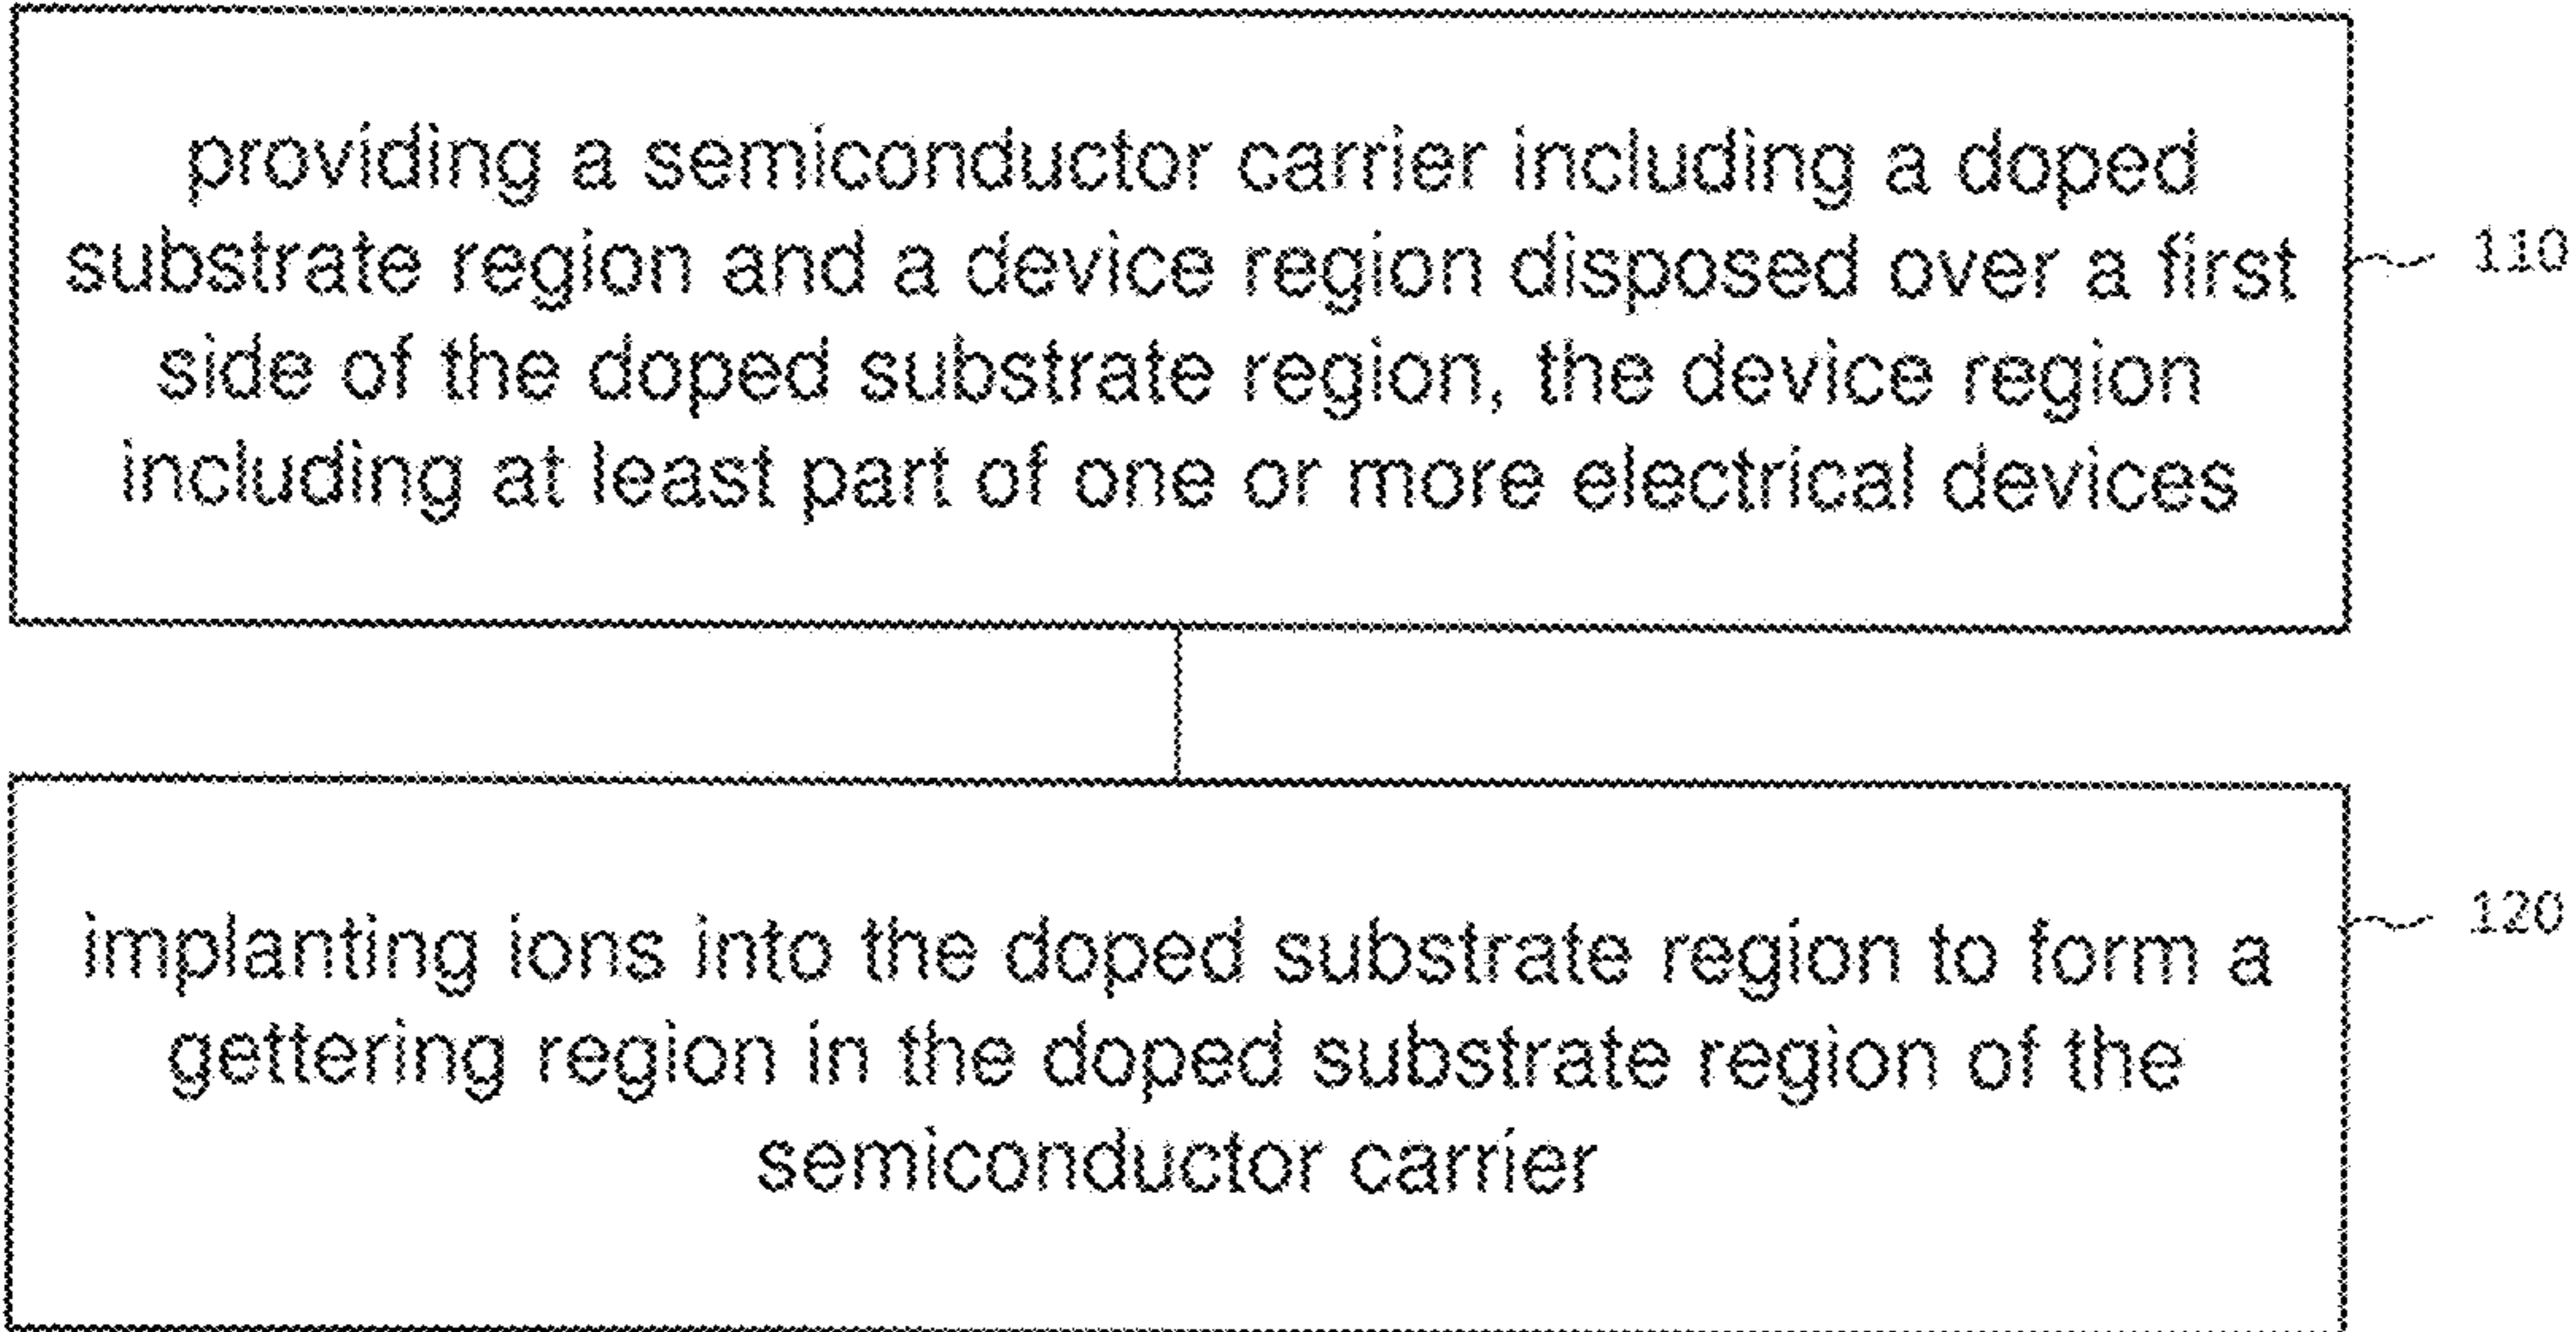 providing a semiconductor carrier including a doped
substrate region and a device region disposed over a first
side of the doped substrate region, the device region
including at least part of one or more electrical devices
110
implanting ions into the doped substrate region to form a
gettering region in the doped substrate region of the
semiconductor carrier
120